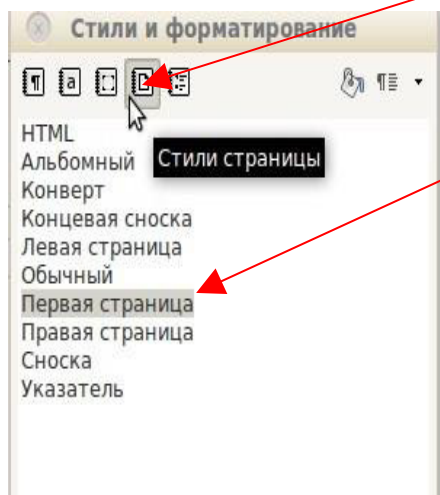 Стили и форматирование
HTML
Альбомный
Стили страницы
Конверт
Концевая сноска
Левая страница
Обычный
Первая страница
Правая страница
Сноска
Указатель